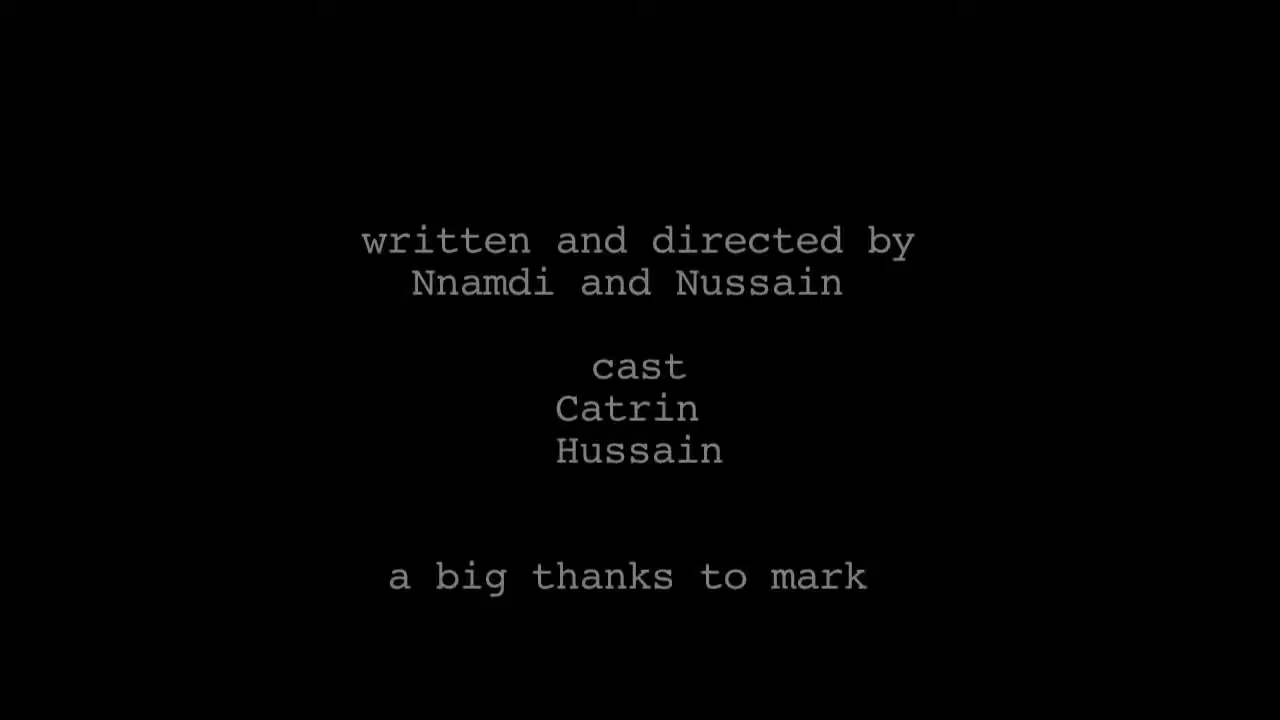 written and directed by
Nnamdi and Nussain
cast
Catrin
Hussain
a big thanks to mark